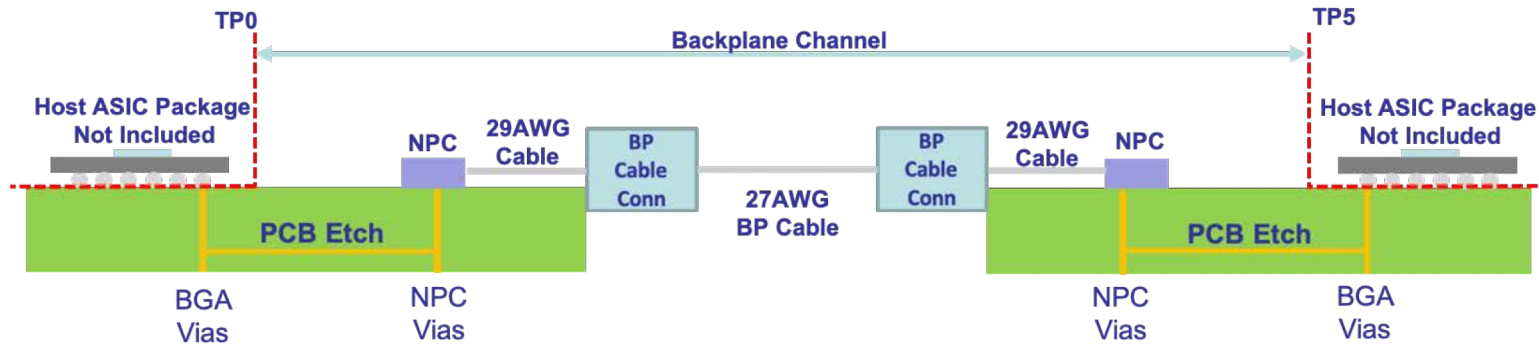 TP0
TP5
Backplane Channel
Host ASIC Package
Not Included
NPC
29AWG
Cable
BP
Cable
Conn
27AWG
BP Cable
BP
Cable
Conn
29AWG
Cable
NPC
Host ASIC Package
Not Included
PCB Etch
PCB Etch
BGA
Vias
NPC
Vias
NPC
Vias
BGA
Vias